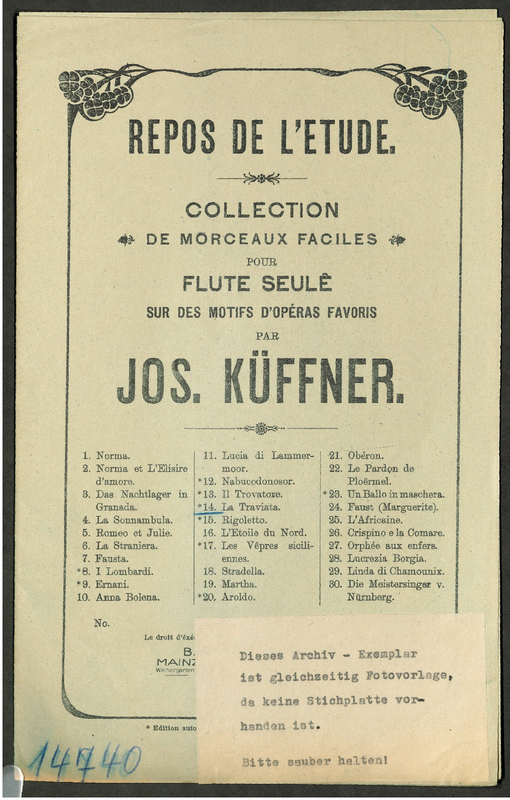 REPOS DE L'ETUDE.
COLLECTION
DE MORCEAUX FACILES
POUR
FLUTE SEULÊ
SUR DES MOTIFS D'OPÉRAS FAVORIS
PAR
JOS. KÜFFNER.
1. Norma.
2. Norma et L'Elisire
d'amore.
3. Das Nachtlager in
Granada.
4. La Sonnambula.
5. Romeo et Julie.
6. La Straniera.
7. Fausta.
*8. I Lombardi.
*9. Ernani.
10. Anna Bolena.
11. Lucia di Lammer-
moor.
*12. Nabucodonosor.
*13. Il Trovatore.
*14. La Traviata.
*15. Rigoletto.
16. L'Etoile du Nord.
*17. Les Vêpres sicili-
ennes.
18. Stradella.
19. Martha.
*20. Aroldo.
21. Obéron.
22. Le Pardon de
Ploërmel.
*23. Un Ballo in maschera.
24. Faust (Marguerite).
25. L'Africaine.
26. Crispino e la Comare.
27. Orphée aux enfers.
28. Lucrezia Borgia.
29. Linda di Chamounix.
30. Die Meistersinger v.
Nürnberg.
No.
Le droit d'éxé
B.
MAINZ
Weihergarten
* Edition auto
Dieses Archiv - Exemplar
ist gleichzeitig Fotovorlage,
da keine Stichplatte vor-
handen ist.
Bitte sauber halten!
14740